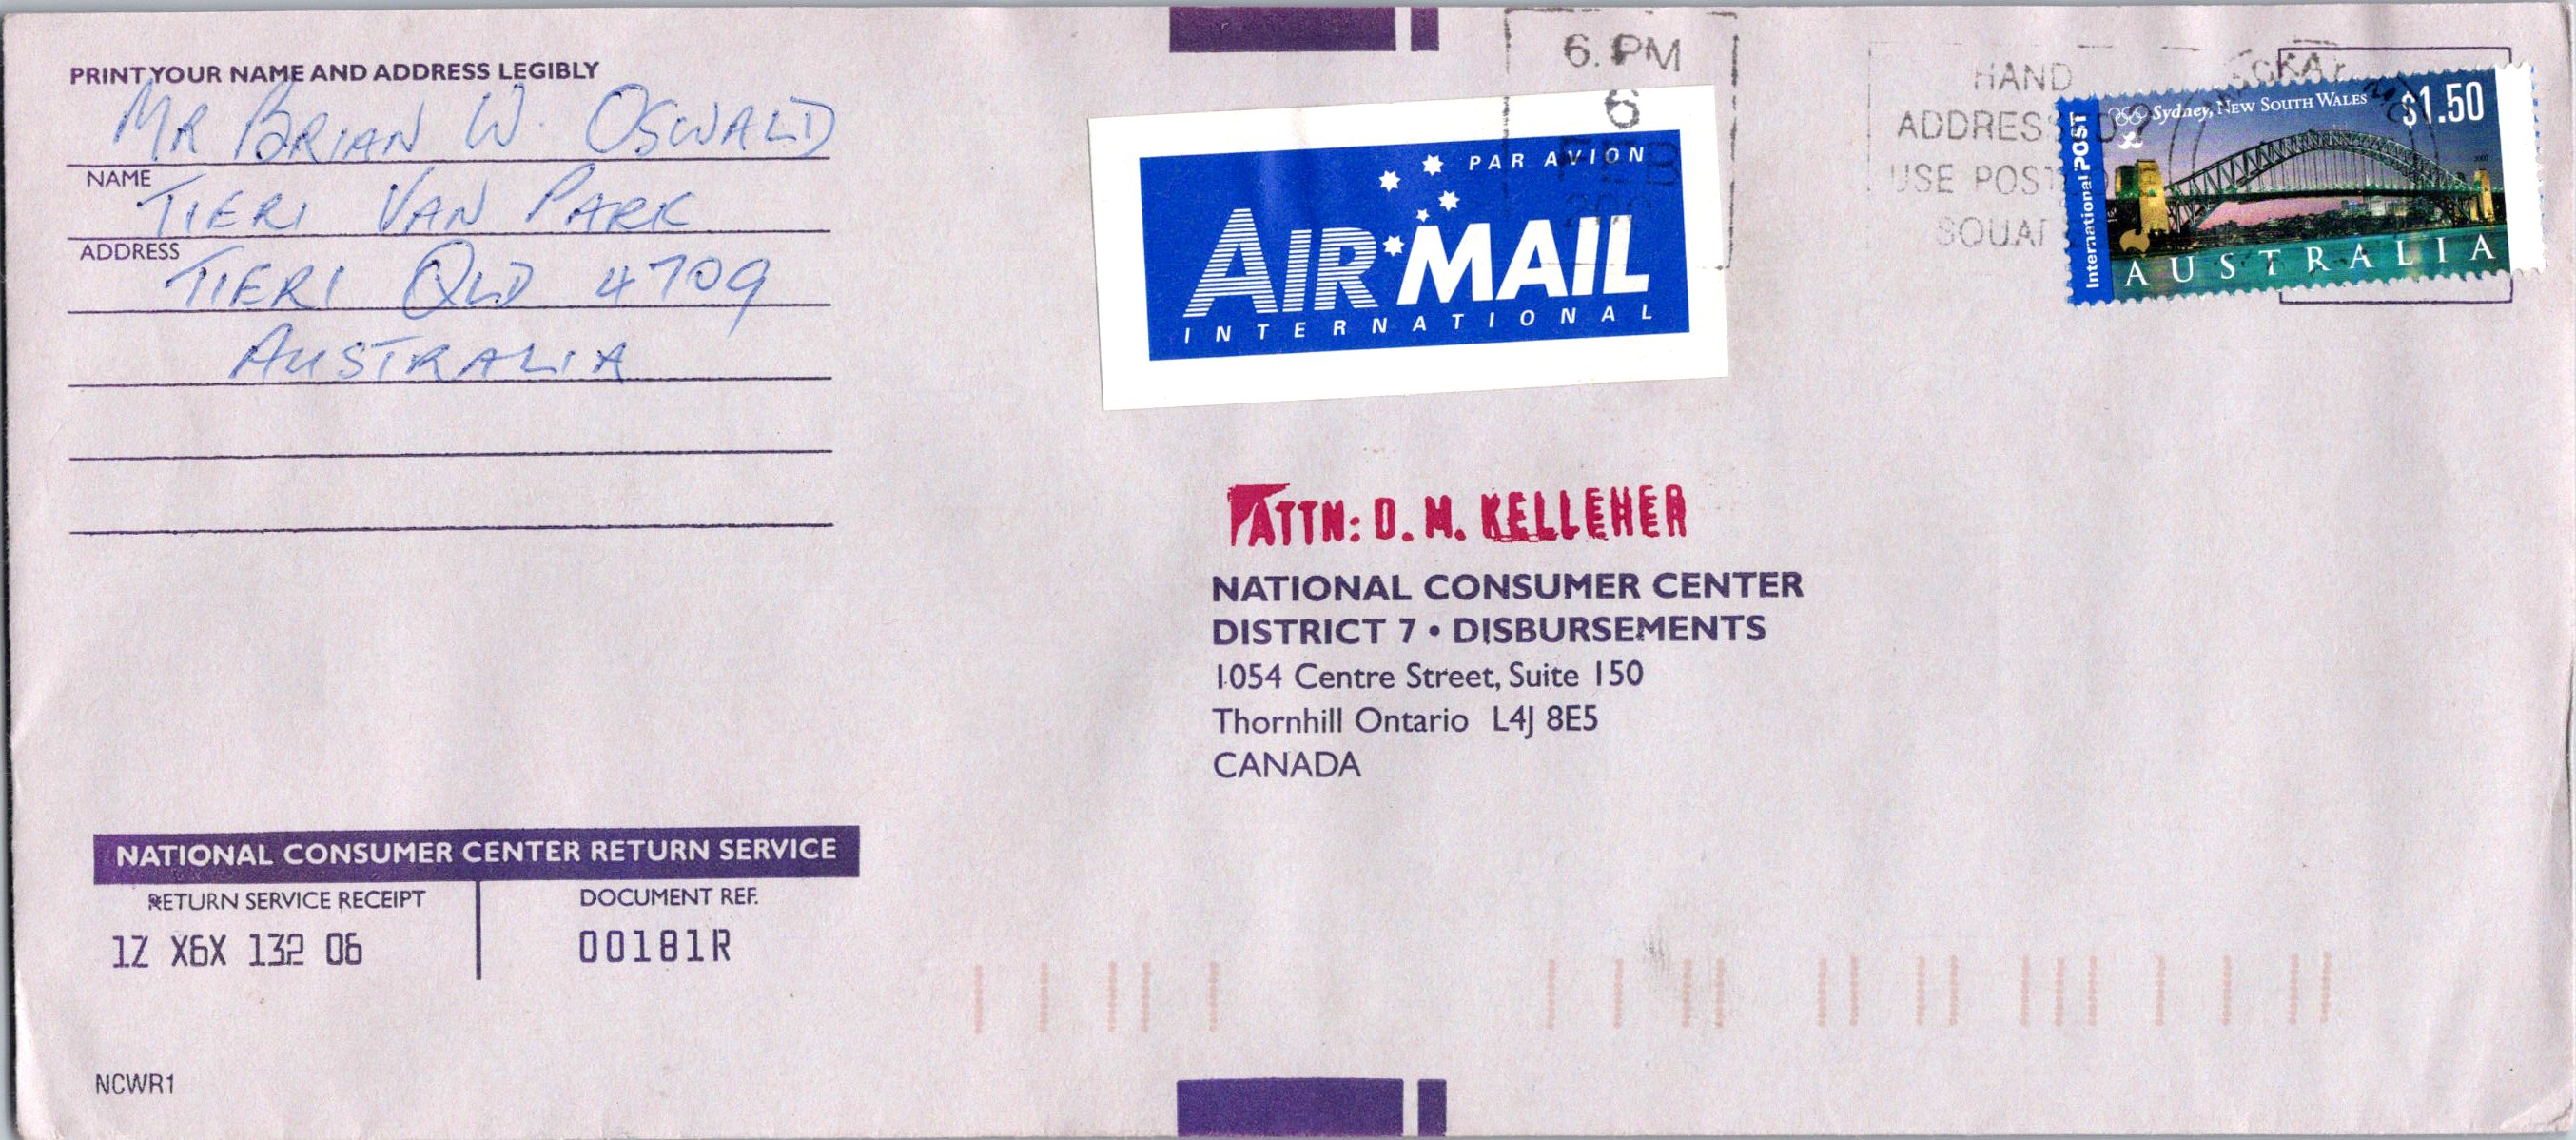 PRINT YOUR NAME AND ADDRESS LEGIBLY
MR BRIAN W. OSWALD
NAME
TIERI VAN PARK
ADDRESS
TIERI QLD 4709
AUSTRALIA
6. PM
6
FEB
PAR AVION
AIR MAIL
INTERNATIONAL
HAND
USE
International POST
Sydney, NEW SOUTH WALES
$1.50
AUSTRALIA
ATTN: D. M. KELLEHER
NATIONAL CONSUMER CENTER
DISTRICT 7 • DISBURSEMENTS
1054 Centre Street, Suite 150
Thornhill Ontario L4J 8E5
CANADA
NATIONAL CONSUMER CENTER RETURN SERVICE
RETURN SERVICE RECEIPT
1Z X6X 132 06
DOCUMENT REF.
00181R
NCWR1